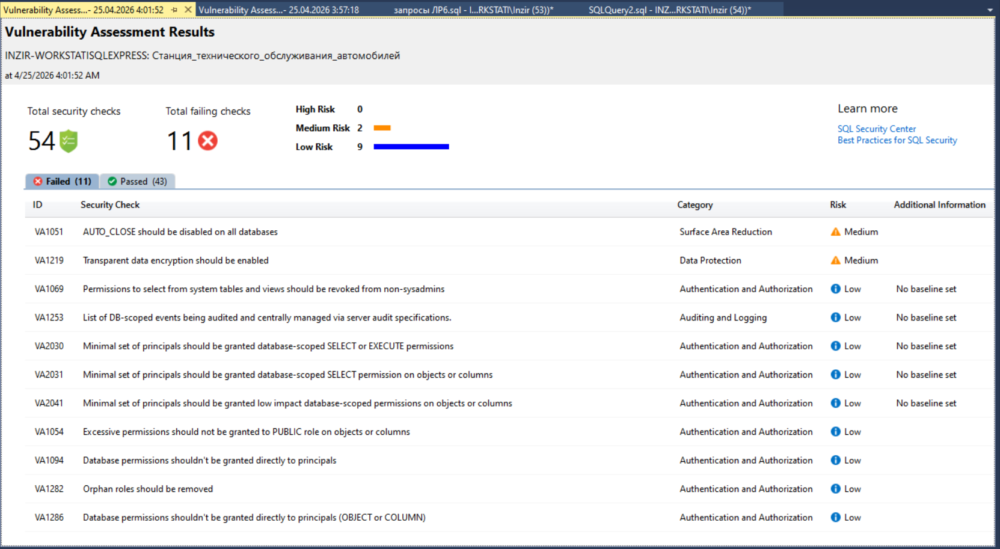 Vulnerability Assess...- 25.04.2026 4:01:52 Vulnerability Assess...- 25.04.2026 3:57:18 запросы ЛР6.sql - I...RKSTATI\Inzir (53))* SQLQuery2.sql - INZ...RKSTATI\Inzir (54))*
Vulnerability Assessment Results
INZIR-WORKSTATISQLEXPRESS: Станция_технического_обслуживания_автомобилей
at 4/25/2026 4:01:52 AM
Total security checks
54
Total failing checks
11
High Risk 0
Medium Risk 2
Low Risk 9
Learn more
SQL Security Center
Best Practices for SQL Security
Failed (11) Passed (43)
ID Security Check Category Risk Additional Information
VA1051 AUTO_CLOSE should be disabled on all databases Surface Area Reduction Medium
VA1219 Transparent data encryption should be enabled Data Protection Medium
VA1069 Permissions to select from system tables and views should be revoked from non-sysadmins Authentication and Authorization Low No baseline set
VA1253 List of DB-scoped events being audited and centrally managed via server audit specifications. Auditing and Logging Low No baseline set
VA2030 Minimal set of principals should be granted database-scoped SELECT or EXECUTE permissions Authentication and Authorization Low No baseline set
VA2031 Minimal set of principals should be granted database-scoped SELECT permission on objects or columns Authentication and Authorization Low No baseline set
VA2041 Minimal set of principals should be granted low impact database-scoped permissions on objects or columns Authentication and Authorization Low No baseline set
VA1054 Excessive permissions should not be granted to PUBLIC role on objects or columns Authentication and Authorization Low
VA1094 Database permissions shouldn't be granted directly to principals Authentication and Authorization Low
VA1282 Orphan roles should be removed Authentication and Authorization Low
VA1286 Database permissions shouldn't be granted directly to principals (OBJECT or COLUMN) Authentication and Authorization Low